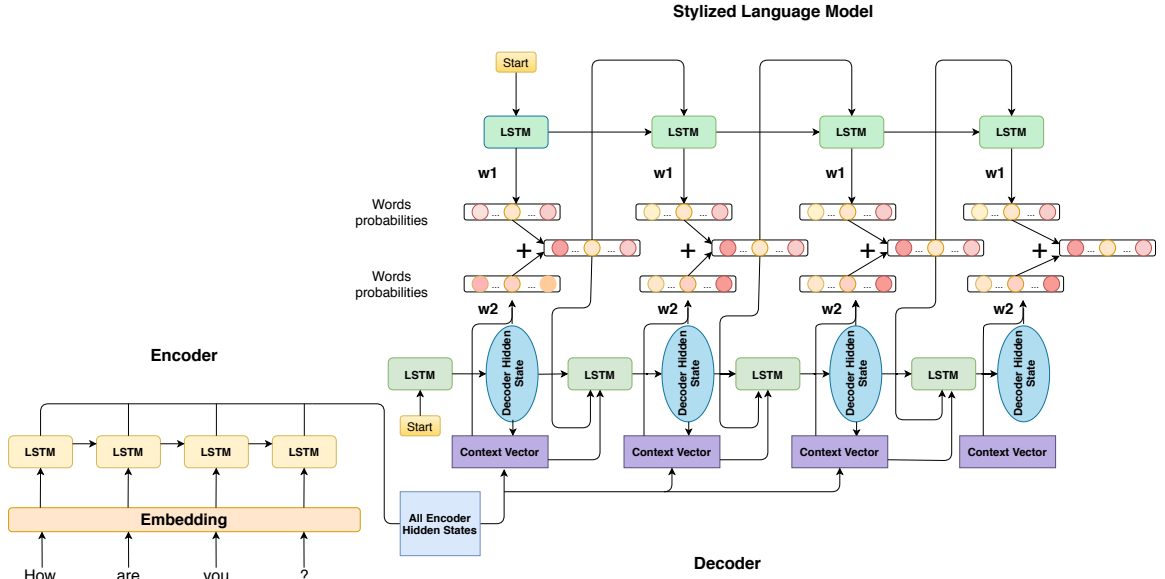 Stylized Language Model
Start
LSTM
LSTM
LSTM
LSTM
w1
w1
w1
w1
Words
probabilities
... ...
... ...
... ...
... ...
+
+
+
+
... ...
... ...
... ...
... ...
Words
probabilities
... ...
... ...
... ...
... ...
w2
w2
w2
w2
Encoder
LSTM
Decoder Hidden
State
LSTM
Decoder Hidden
State
LSTM
Decoder Hidden
State
LSTM
Decoder Hidden
State
Start
LSTM
LSTM
LSTM
LSTM
Context Vector
Context Vector
Context Vector
Context Vector
Embedding
All Encoder
Hidden States
How
are
you
?
Decoder